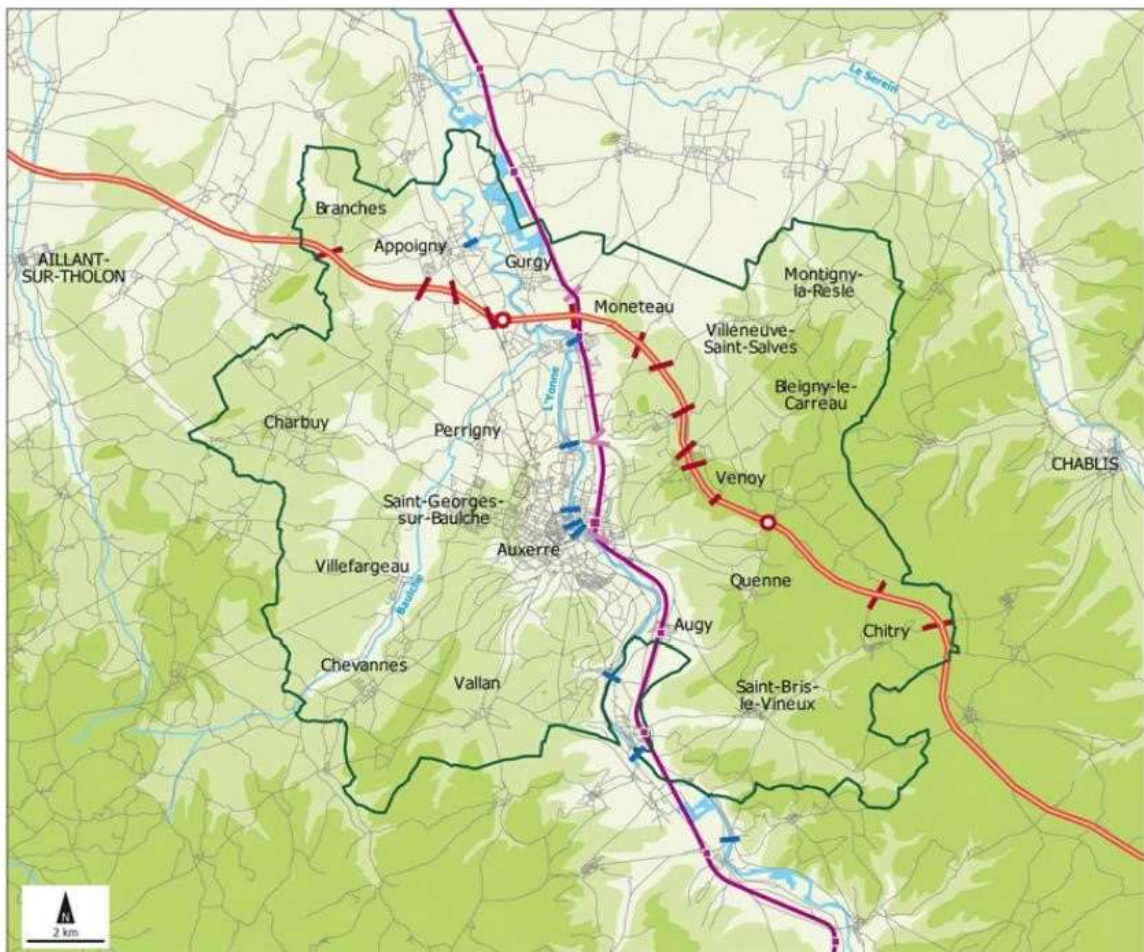 Le Serein
Branches
Appoigny
Gurgy
AILLANT-
SUR-THOLON
Montigny-
la-Resle
Moneteau
Villeneuve-
Saint-Salves
Bleigny-le-
Carreau
L'Yonne
Charbuy
Perrigny
CHABLIS
Venoy
Saint-Georges-
sur-Baulche
Auxerre
Villefargeau
Baulche
Quenne
Augy
Chitry
Chevannes
Vallan
Saint-Bris-
le-Vineux
N
2 km